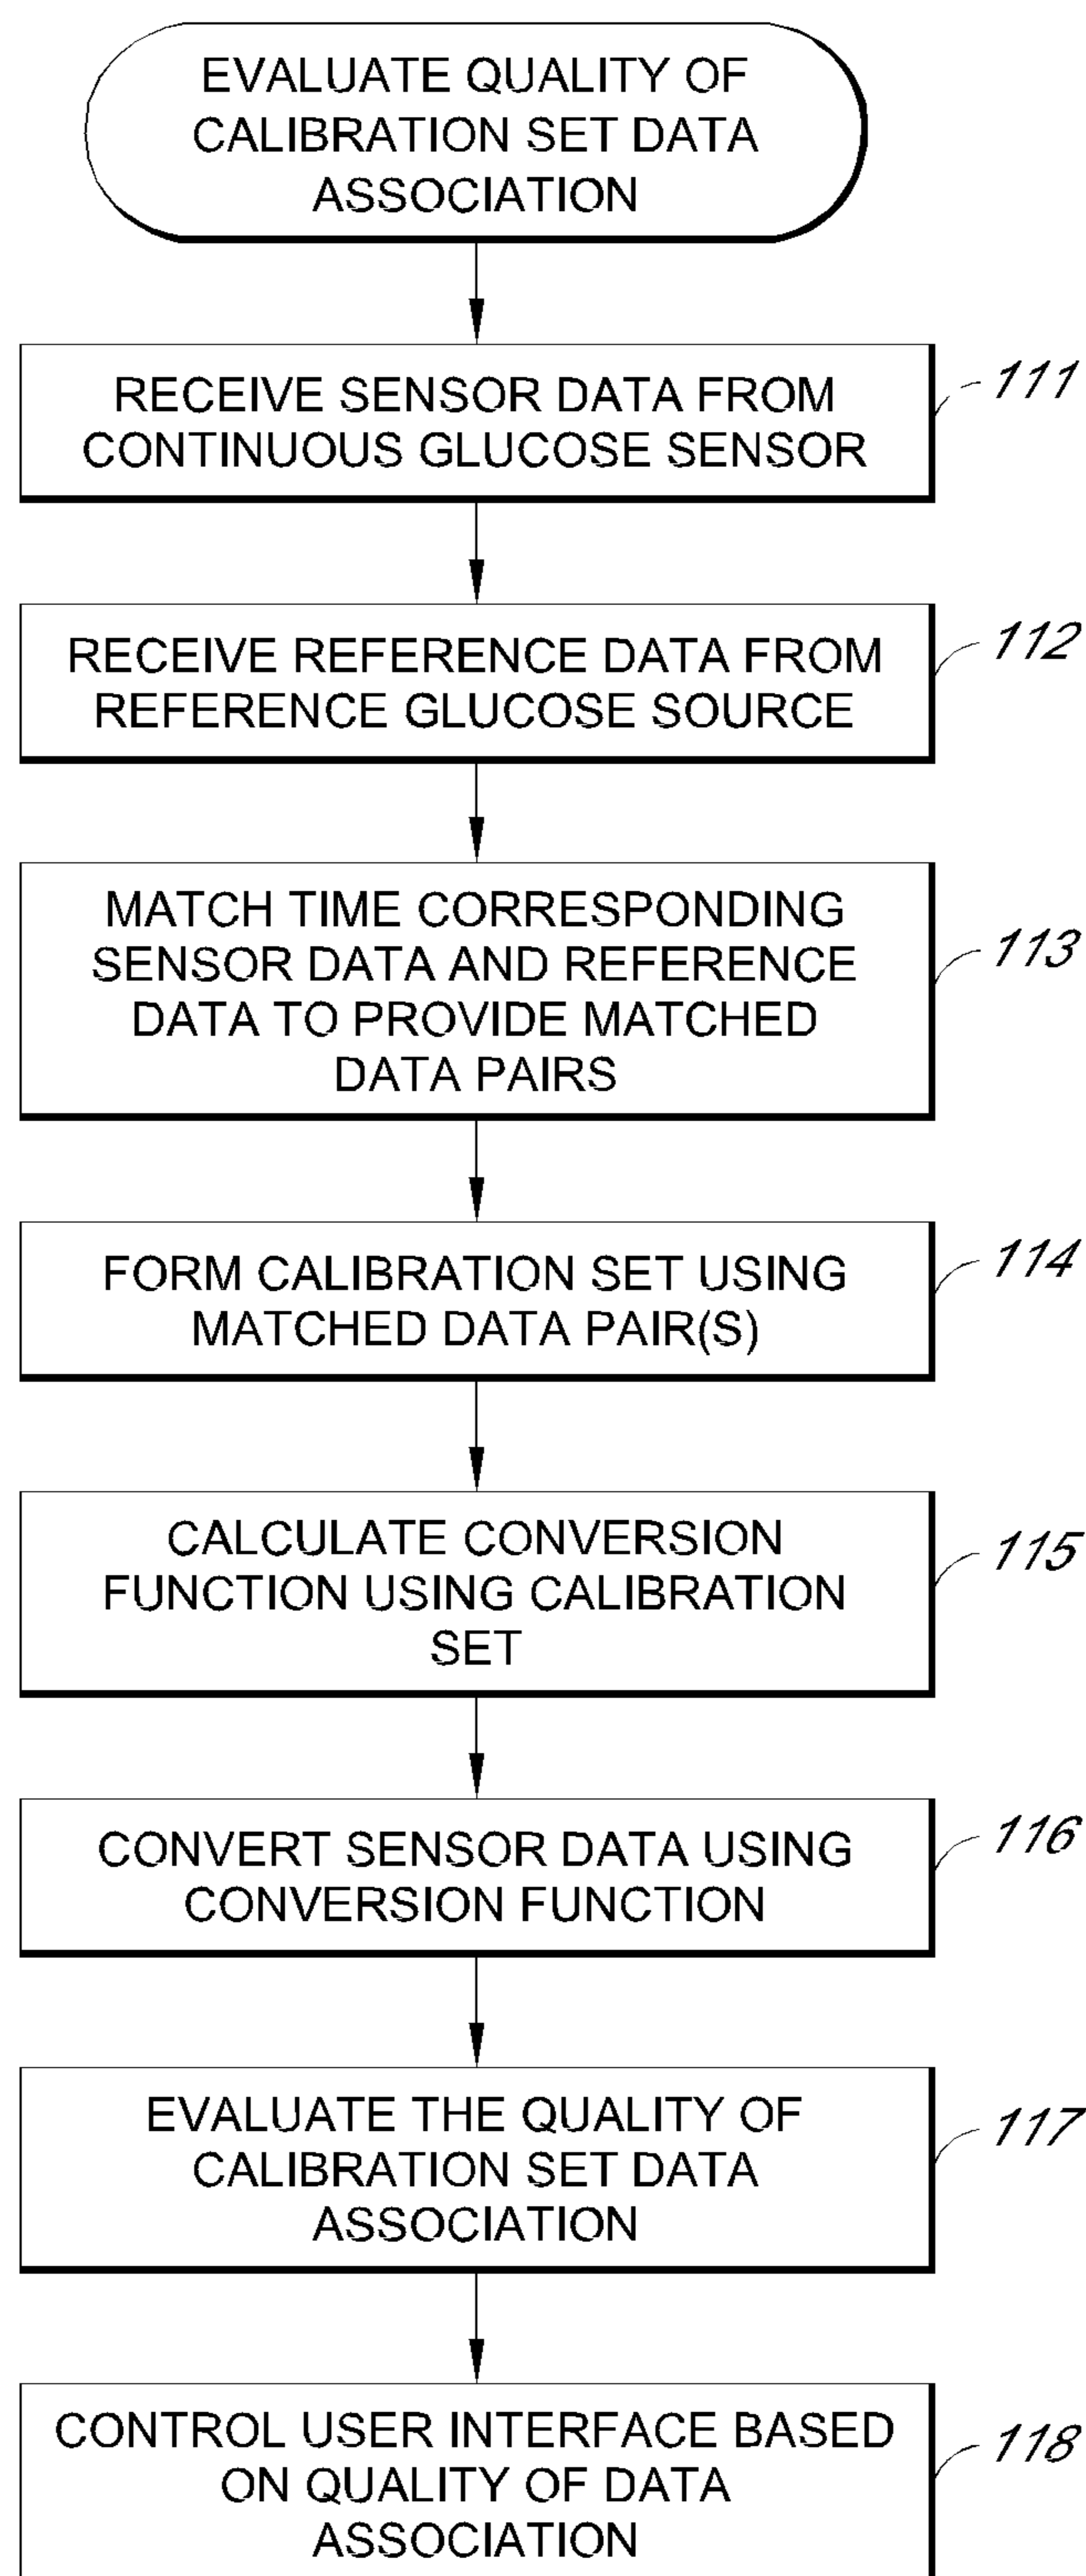 EVALUATE QUALITY OF
CALIBRATION SET DATA
ASSOCIATION
RECEIVE SENSOR DATA FROM
CONTINUOUS GLUCOSE SENSOR
111
RECEIVE REFERENCE DATA FROM
REFERENCE GLUCOSE SOURCE
112
MATCH TIME CORRESPONDING
SENSOR DATA AND REFERENCE
DATA TO PROVIDE MATCHED
DATA PAIRS
113
FORM CALIBRATION SET USING
MATCHED DATA PAIR(S)
114
CALCULATE CONVERSION
FUNCTION USING CALIBRATION
SET
115
CONVERT SENSOR DATA USING
CONVERSION FUNCTION
116
EVALUATE THE QUALITY OF
CALIBRATION SET DATA
ASSOCIATION
117
CONTROL USER INTERFACE BASED
ON QUALITY OF DATA
ASSOCIATION
118